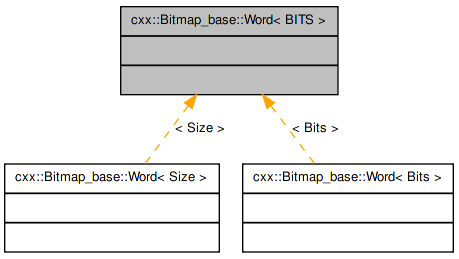 cxx::Bitmap_base::Word< BITS >
< Size >
< Bits >
cxx::Bitmap_base::Word< Size >
cxx::Bitmap_base::Word< Bits >